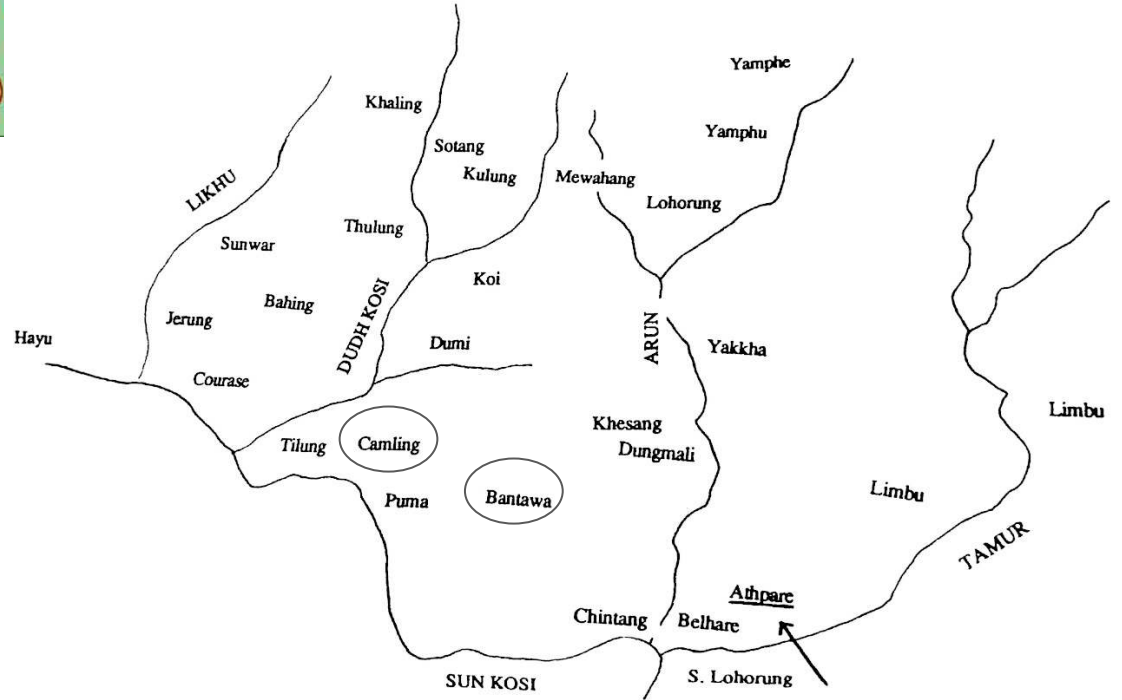 Yamphe
Khaling
Yamphu
Sotang
Kulung
Mewahang
LIKHU
Lohorung
Thulung
Sunwar
Koi
Bahing
DUDH KOSI
Jerung
ARUN
Hayu
Dumi
Yakkha
Courase
Limbu
Khesang
Tilung
Camling
Dungmali
Puma
Bantawa
Limbu
TAMUR
Athpare
Chintang
Belhare
SUN KOSI
S. Lohorung